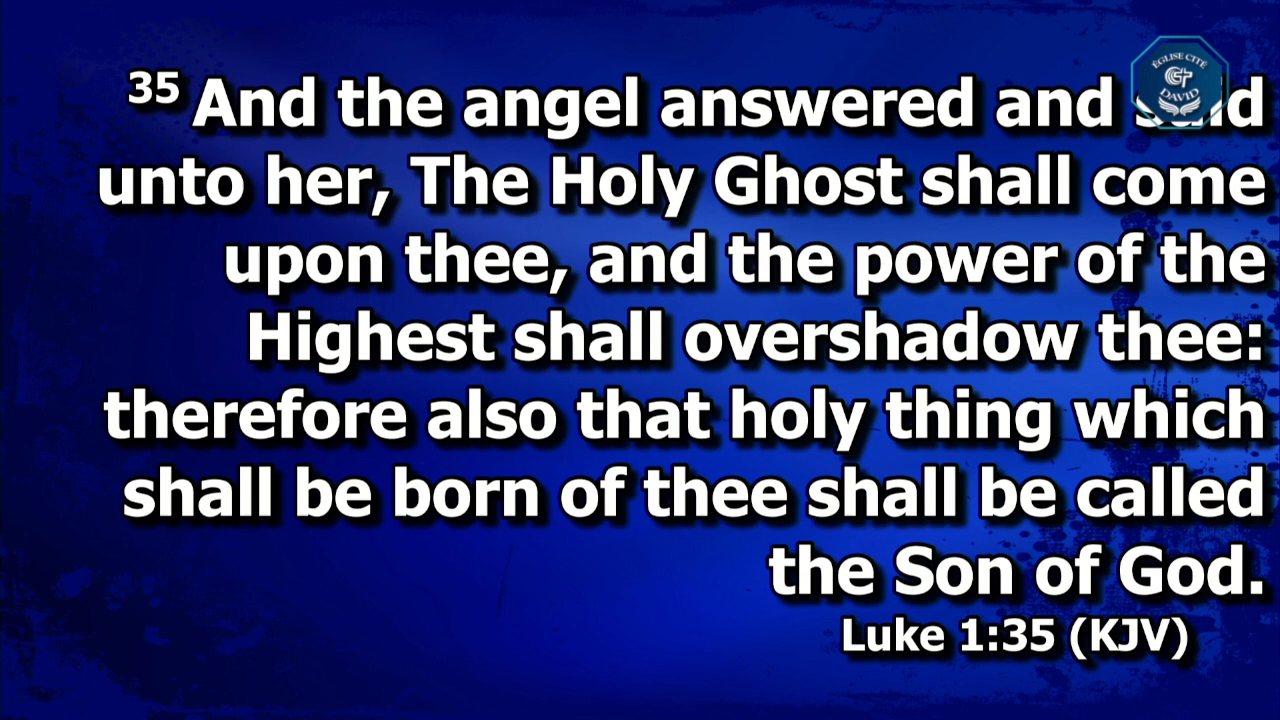 35 And the angel answered and said
unto her, The Holy Ghost shall come
upon thee, and the power of the
Highest shall overshadow thee:
therefore also that holy thing which
shall be born of thee shall be called
the Son of God.
Luke 1:35 (KJV)
ÉGLISE CITÉ
DAVID